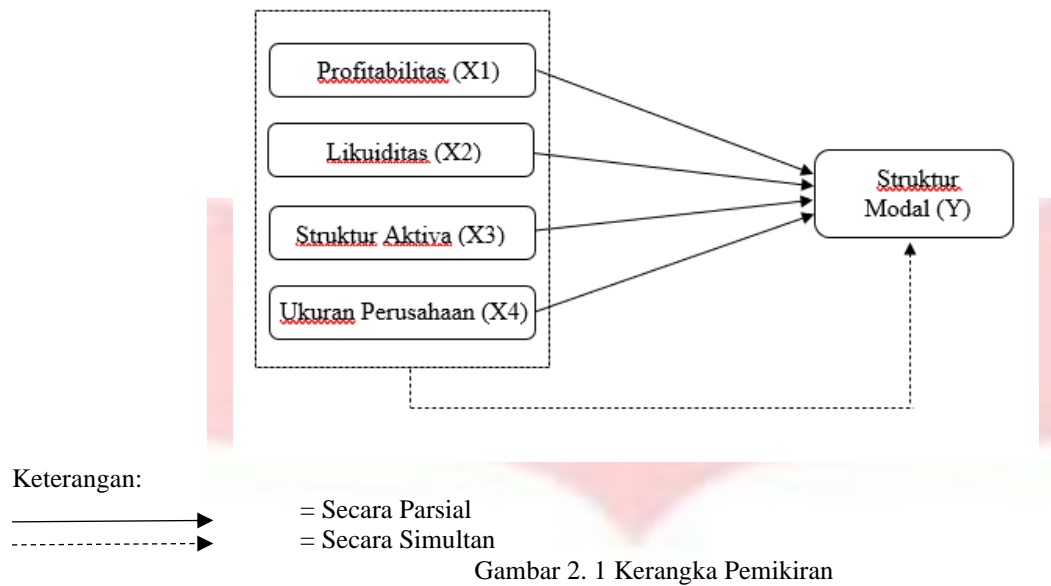 Profitabilitas (X1)
Likuiditas (X2)
Struktur Aktiva (X3)
Ukuran Perusahaan (X4)
Struktur
Modal (Y)
Keterangan:
= Secara Parsial
= Secara Simultan
Gambar 2. 1 Kerangka Pemikiran